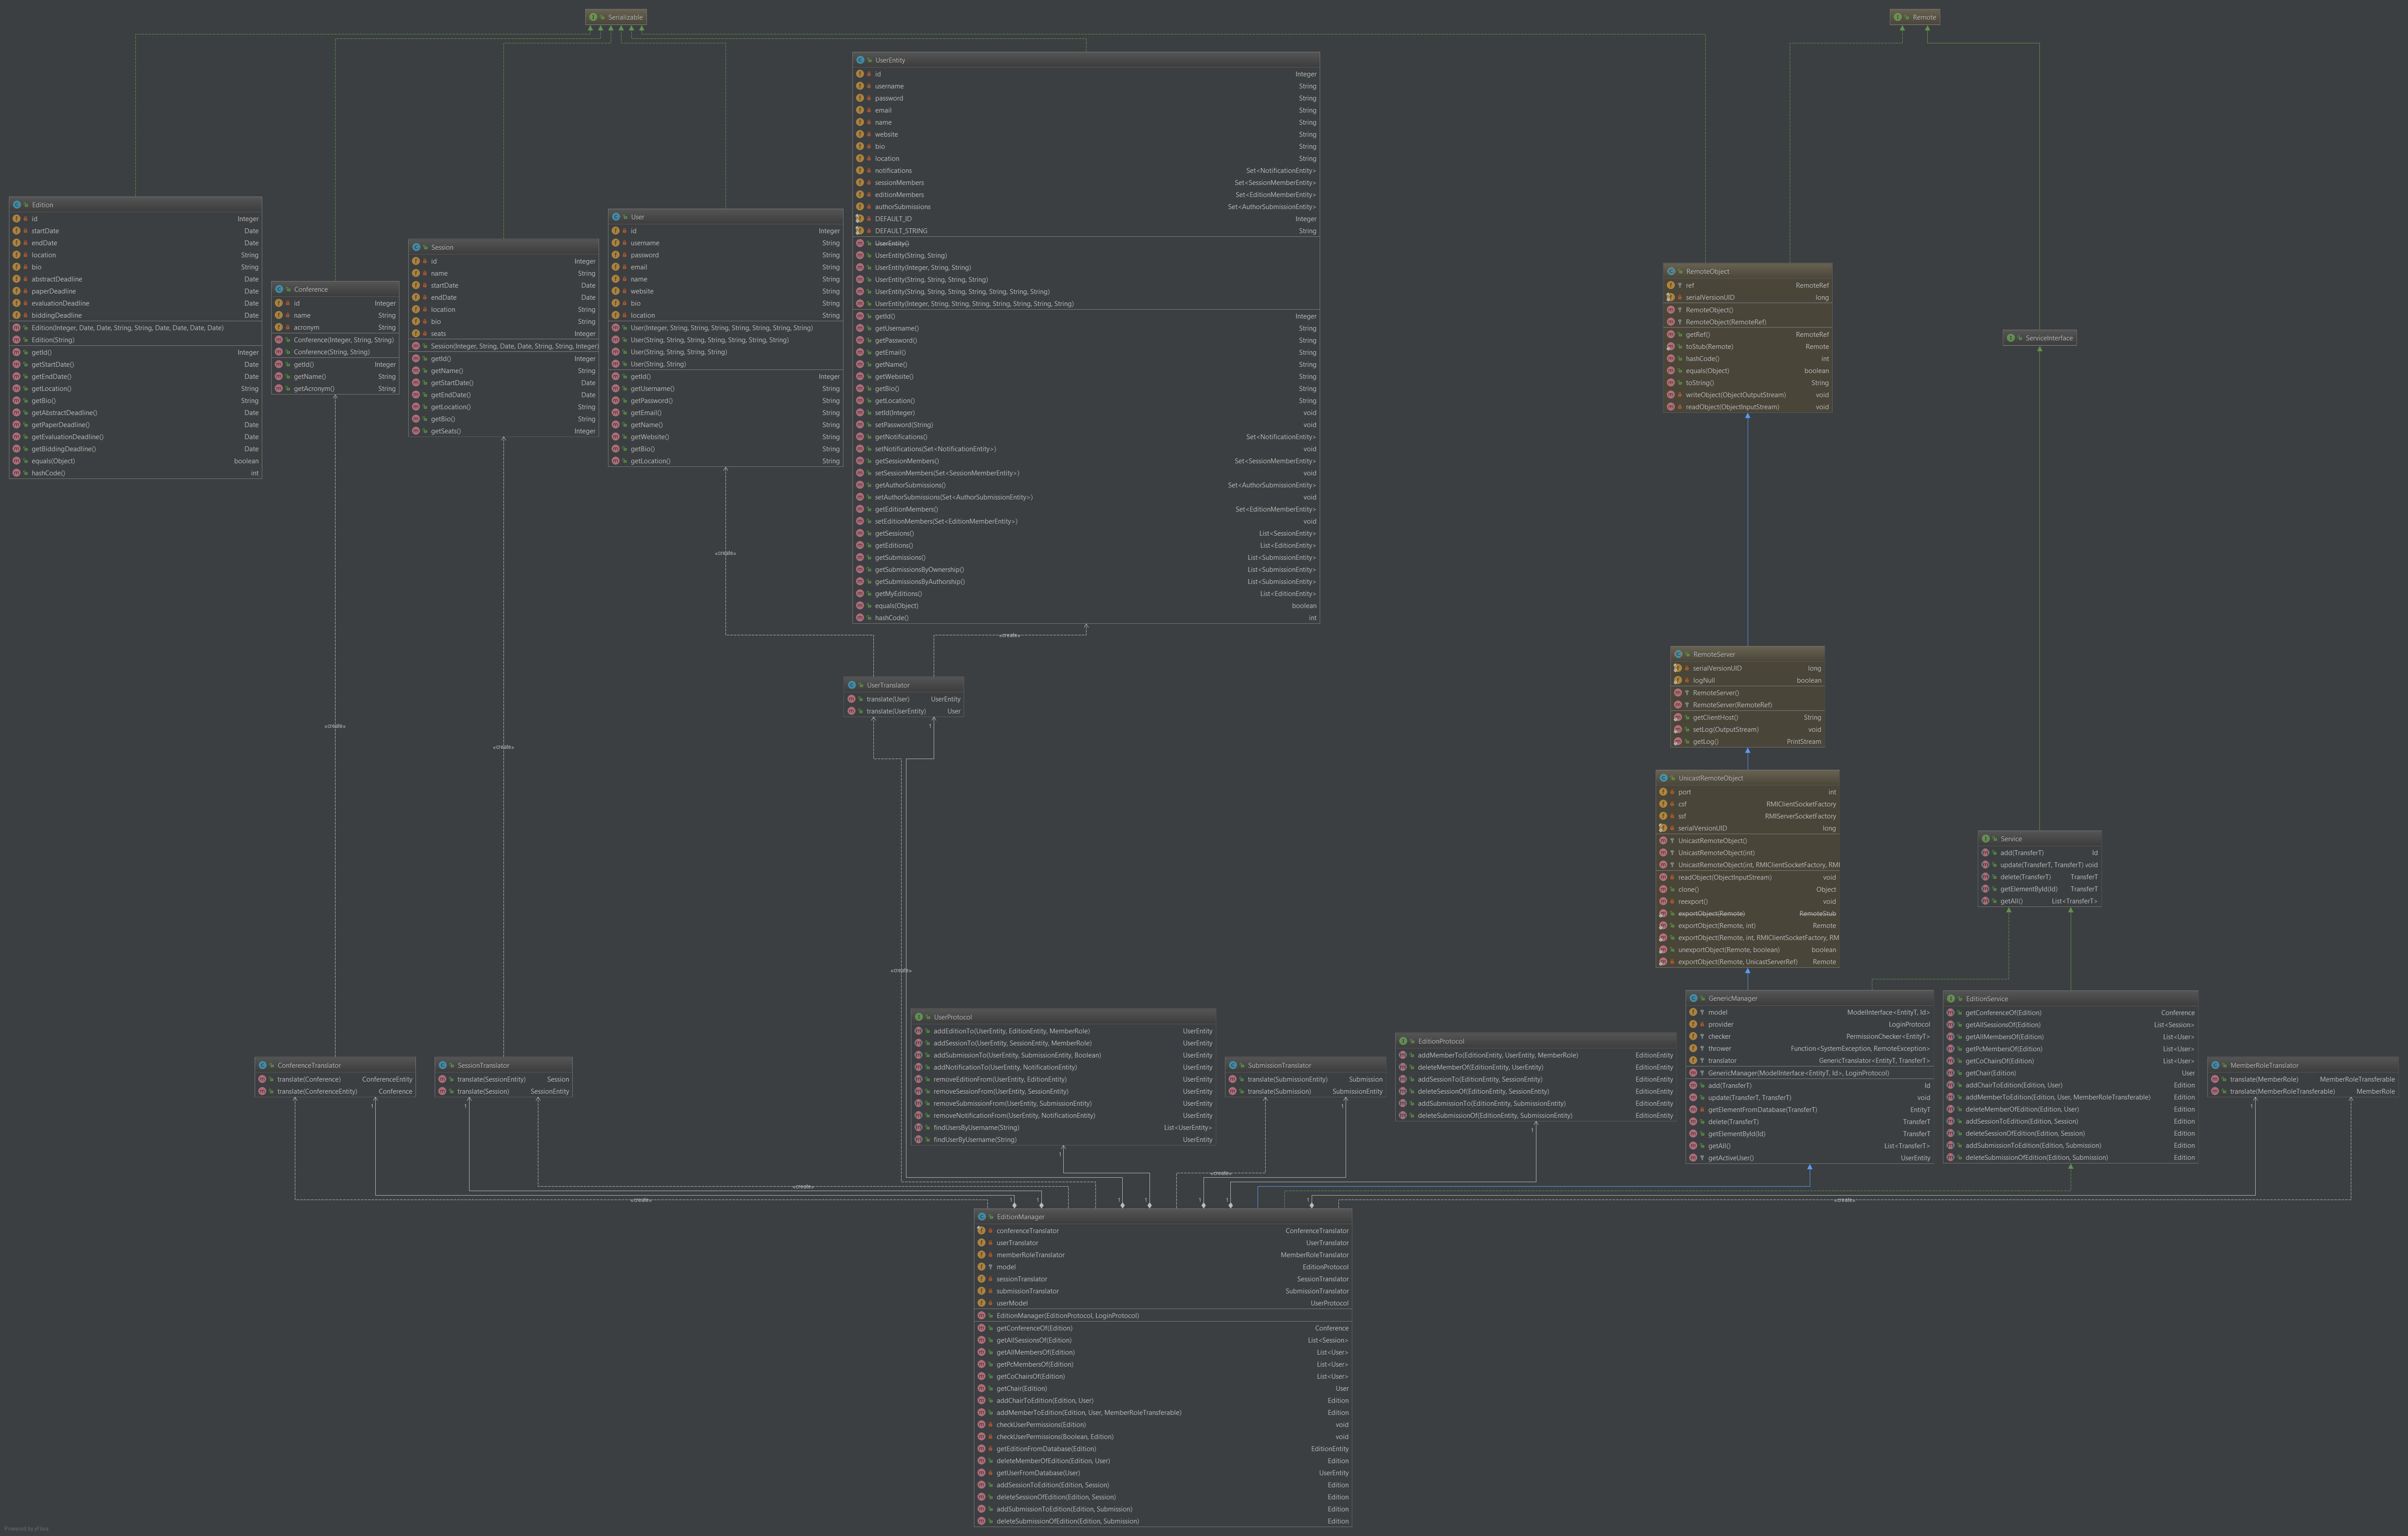 Serializable
Remote
UserEntity
id Integer
username String
password String
email String
name String
website String
bio String
location String
notifications Set<NotificationEntity>
sessionMembers Set<SessionMemberEntity>
editionMembers Set<EditionMemberEntity>
authorSubmissions Set<AuthorSubmissionEntity>
DEFAULT_ID Integer
DEFAULT_STRING String
UserEntity()
UserEntity(String, String)
UserEntity(Integer, String, String)
UserEntity(String, String, String, String)
UserEntity(String, String, String, String, String, String, String)
UserEntity(Integer, String, String, String, String, String, String, String)
getId() Integer
getUsername() String
getPassword() String
getEmail() String
getName() String
getWebsite() String
getBio() String
getLocation() String
setId(Integer) void
setPassword(String) void
getNotifications() Set<NotificationEntity>
setNotifications(Set<NotificationEntity>) void
getSessionMembers() Set<SessionMemberEntity>
setSessionMembers(Set<SessionMemberEntity>) void
getAuthorSubmissions() Set<AuthorSubmissionEntity>
setAuthorSubmissions(Set<AuthorSubmissionEntity>) void
getEditionMembers() Set<EditionMemberEntity>
setEditionMembers(Set<EditionMemberEntity>) void
getSessions() List<SessionEntity>
getEditions() List<EditionEntity>
getSubmissions() List<SubmissionEntity>
getSubmissionsByOwnership() List<SubmissionEntity>
getSubmissionsByAuthorship() List<SubmissionEntity>
getMyEditions() List<EditionEntity>
equals(Object) boolean
hashCode() int
Edition
id Integer
startDate Date
endDate Date
location String
bio String
abstractDeadline Date
paperDeadline Date
evaluationDeadline Date
biddingDeadline Date
Edition(Integer, Date, Date, String, String, Date, Date, Date, Date)
Edition(String)
getId() Integer
getStartDate() Date
getEndDate() Date
getLocation() String
getBio() String
getAbstractDeadline() Date
getPaperDeadline() Date
getEvaluationDeadline() Date
getBiddingDeadline() Date
equals(Object) boolean
hashCode() int
Conference
id Integer
name String
acronym String
Conference(Integer, String, String)
Conference(String, String)
getId() Integer
getName() String
getAcronym() String
Session
id Integer
name String
startDate Date
endDate Date
location String
bio String
seats Integer
Session(Integer, String, Date, Date, String, String, Integer)
getId() Integer
getName() String
getStartDate() Date
getEndDate() Date
getLocation() String
getBio() String
getSeats() Integer
User
id Integer
username String
password String
email String
name String
website String
bio String
location String
User(Integer, String, String, String, String, String, String, String)
User(String, String, String, String, String, String, String)
User(String, String, String, String)
User(String, String)
getId() Integer
getUsername() String
getPassword() String
getEmail() String
getName() String
getWebsite() String
getBio() String
getLocation() String
RemoteObject
ref RemoteRef
serialVersionUID long
RemoteObject()
RemoteObject(RemoteRef)
getRef() RemoteRef
toStub(Remote) Remote
hashCode() int
equals(Object) boolean
toString() String
writeObject(ObjectOutputStream) void
readObject(ObjectInputStream) void
ServiceInterface
«create»
«create»
UserTranslator
translate(User) UserEntity
translate(UserEntity) User
1
RemoteServer
serialVersionUID long
logNull boolean
RemoteServer()
RemoteServer(RemoteRef)
getClientHost() String
setLog(OutputStream) void
getLog() PrintStream
«create»
«create»
UnicastRemoteObject
port int
csf RMIClientSocketFactory
ssf RMIServerSocketFactory
serialVersionUID long
UnicastRemoteObject()
UnicastRemoteObject(int)
UnicastRemoteObject(int, RMIClientSocketFactory, RMI
readObject(ObjectInputStream) void
clone() Object
reexport() void
exportObject(Remote) RemoteStub
exportObject(Remote, int) Remote
exportObject(Remote, int, RMIClientSocketFactory, RM
unexportObject(Remote, boolean) boolean
exportObject(Remote, UnicastServerRef) Remote
Service
add(TransferT) Id
update(TransferT, TransferT) void
delete(TransferT) TransferT
getElementById(Id) TransferT
getAll() List<TransferT>
«create»
ConferenceTranslator
translate(Conference) ConferenceEntity
translate(ConferenceEntity) Conference
1
SessionTranslator
translate(SessionEntity) Session
translate(Session) SessionEntity
1
UserProtocol
addEditionTo(UserEntity, EditionEntity, MemberRole) UserEntity
addSessionTo(UserEntity, SessionEntity, MemberRole) UserEntity
addSubmissionTo(UserEntity, SubmissionEntity, Boolean) UserEntity
addNotificationTo(UserEntity, NotificationEntity) UserEntity
removeEditionFrom(UserEntity, EditionEntity) UserEntity
removeSessionFrom(UserEntity, SessionEntity) UserEntity
removeSubmissionFrom(UserEntity, SubmissionEntity) UserEntity
removeNotificationFrom(UserEntity, NotificationEntity) UserEntity
findUsersByUsername(String) List<UserEntity>
findUserByUsername(String) UserEntity
1
SubmissionTranslator
translate(SubmissionEntity) Submission
translate(Submission) SubmissionEntity
1
EditionProtocol
addMemberTo(EditionEntity, UserEntity, MemberRole) EditionEntity
deleteMemberOf(EditionEntity, UserEntity) EditionEntity
addSessionTo(EditionEntity, SessionEntity) EditionEntity
deleteSessionOf(EditionEntity, SessionEntity) EditionEntity
addSubmissionTo(EditionEntity, SubmissionEntity) EditionEntity
deleteSubmissionOf(EditionEntity, SubmissionEntity) EditionEntity
1
GenericManager
model ModelInterface<EntityT, Id>
provider LoginProtocol
checker PermissionChecker<EntityT>
thrower Function<SystemException, RemoteException>
translator GenericTranslator<EntityT, TransferT>
GenericManager(ModelInterface<EntityT, Id>, LoginProtocol)
add(TransferT) Id
update(TransferT, TransferT) void
getElementFromDatabase(TransferT) EntityT
delete(TransferT) TransferT
getElementById(Id) TransferT
getAll() List<TransferT>
getActiveUser() UserEntity
EditionService
getConferenceOf(Edition) Conference
getAllSessionsOf(Edition) List<Session>
getAllMembersOf(Edition) List<User>
getPcMembersOf(Edition) List<User>
getCoChairsOf(Edition) List<User>
getChair(Edition) User
addChairToEdition(Edition, User) Edition
addMemberToEdition(Edition, User, MemberRoleTransferable) Edition
deleteMemberOfEdition(Edition, User) Edition
addSessionToEdition(Edition, Session) Edition
deleteSessionOfEdition(Edition, Session) Edition
addSubmissionToEdition(Edition, Submission) Edition
deleteSubmissionOfEdition(Edition, Submission) Edition
MemberRoleTranslator
translate(MemberRole) MemberRoleTransferable
translate(MemberRoleTransferable) MemberRole
1
«create»
«create»
«create»
«create»
1 1 1 1 1 1 1
EditionManager
conferenceTranslator ConferenceTranslator
userTranslator UserTranslator
memberRoleTranslator MemberRoleTranslator
model EditionProtocol
sessionTranslator SessionTranslator
submissionTranslator SubmissionTranslator
userModel UserProtocol
EditionManager(EditionProtocol, LoginProtocol)
getConferenceOf(Edition) Conference
getAllSessionsOf(Edition) List<Session>
getAllMembersOf(Edition) List<User>
getPcMembersOf(Edition) List<User>
getCoChairsOf(Edition) List<User>
getChair(Edition) User
addChairToEdition(Edition, User) Edition
addMemberToEdition(Edition, User, MemberRoleTransferable) Edition
checkUserPermissions(Edition) void
checkUserPermissions(Boolean, Edition) void
getEditionFromDatabase(Edition) EditionEntity
deleteMemberOfEdition(Edition, User) Edition
getUserFromDatabase(User) UserEntity
addSessionToEdition(Edition, Session) Edition
deleteSessionOfEdition(Edition, Session) Edition
addSubmissionToEdition(Edition, Submission) Edition
deleteSubmissionOfEdition(Edition, Submission) Edition
Powered by yFiles